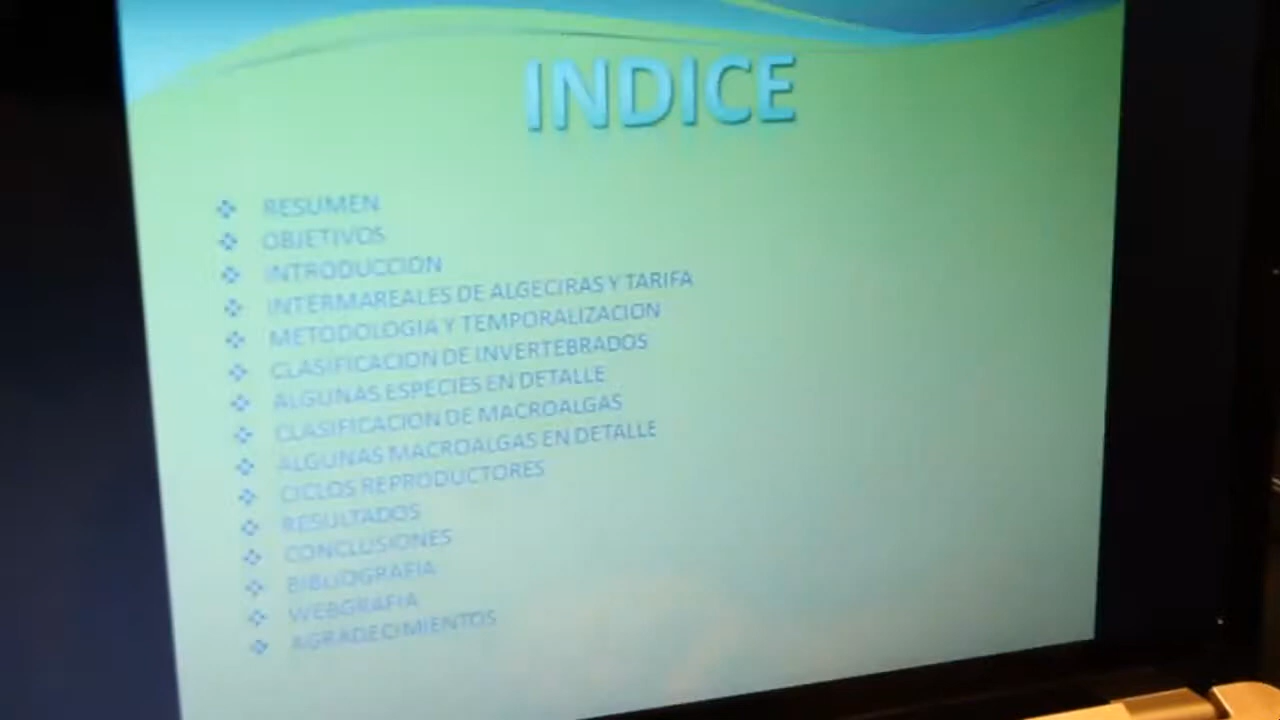 INDICE
RESUMEN
OBJETIVOS
INTRODUCCION
INTERMAREALES DE ALGECIRAS Y TARIFA
METODOLOGIA Y TEMPORALIZACION
CLASIFICACION DE INVERTEBRADOS
ALGUNAS ESPECIES EN DETALLE
CLASIFICACION DE MACROALGAS
ALGUNAS MACROALGAS EN DETALLE
CICLOS REPRODUCTORES
RESULTADOS
CONCLUSIONES
BIBLIOGRAFIA
WEBGRAFIA
AGRADECIMIENTOS